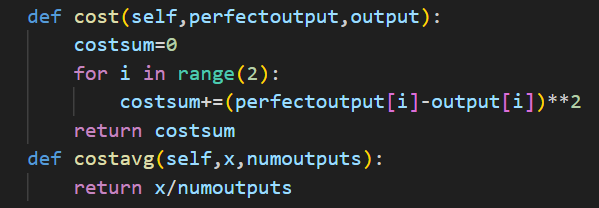 def cost(self,perfectoutput,output):
    costsum=0
    for i in range(2):
        costsum+=(perfectoutput[i]-output[i])**2
    return costsum
def costavg(self,x,numoutputs):
    return x/numoutputs